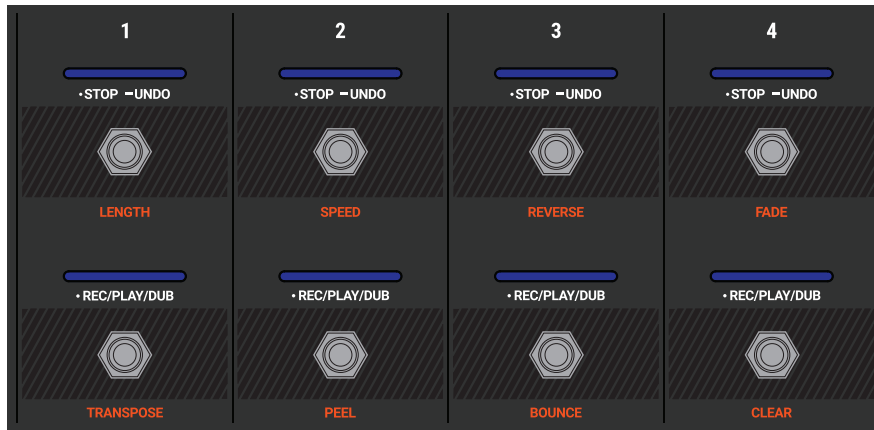 1 2 3 4
•STOP –UNDO •STOP –UNDO •STOP –UNDO •STOP –UNDO
LENGTH SPEED REVERSE FADE
•REC/PLAY/DUB •REC/PLAY/DUB •REC/PLAY/DUB •REC/PLAY/DUB
TRANSPOSE PEEL BOUNCE CLEAR